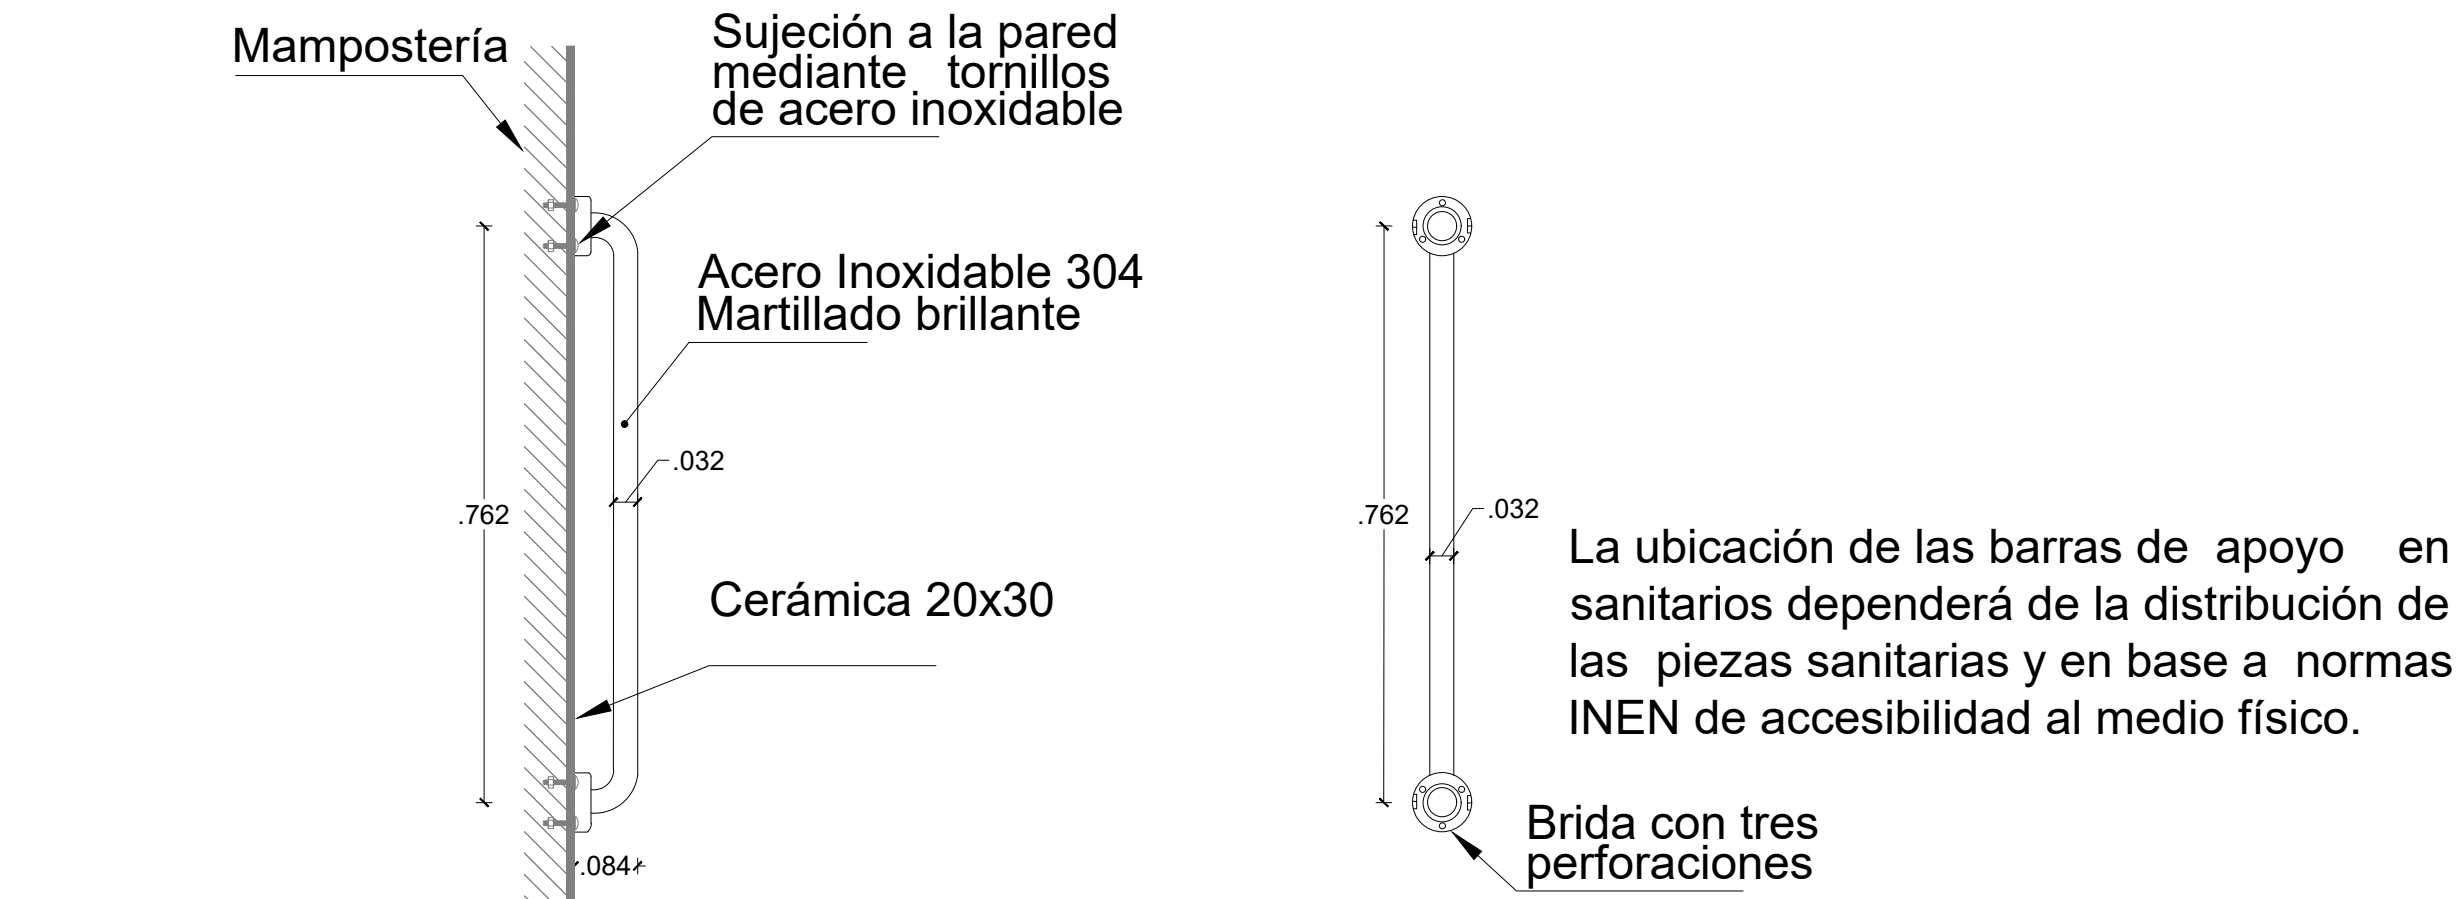 Mampostería
Sujeción a la pared
mediante tornillos
de acero inoxidable
Acero Inoxidable 304
Martillado brillante
.032
.762
Cerámica 20x30
.084
.762
.032
La ubicación de las barras de apoyo en
sanitarios dependerá de la distribución de
las piezas sanitarias y en base a normas
INEN de accesibilidad al medio físico.
Brida con tres
perforaciones